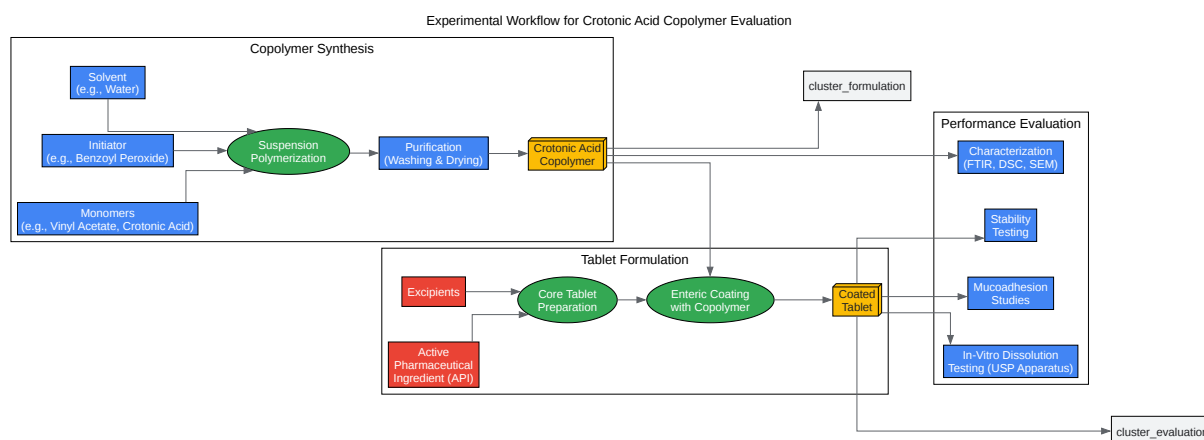 Experimental Workflow for Crotonic Acid Copolymer Evaluation
Copolymer Synthesis
Solvent
(e.g., Water)
Initiator
(e.g., Benzoyl Peroxide)
Monomers
(e.g., Vinyl Acetate, Crotonic Acid)
Suspension
Polymerization
Purification
(Washing & Drying)
Crotonic Acid
Copolymer
cluster_formulation
Tablet Formulation
Excipients
Active
Pharmaceutical
Ingredient (API)
Core Tablet
Preparation
Enteric Coating
with Copolymer
Coated
Tablet
Performance Evaluation
Characterization
(FTIR, DSC, SEM)
Stability
Testing
Mucoadhesion
Studies
In-Vitro Dissolution
Testing (USP Apparatus)
cluster_evaluation